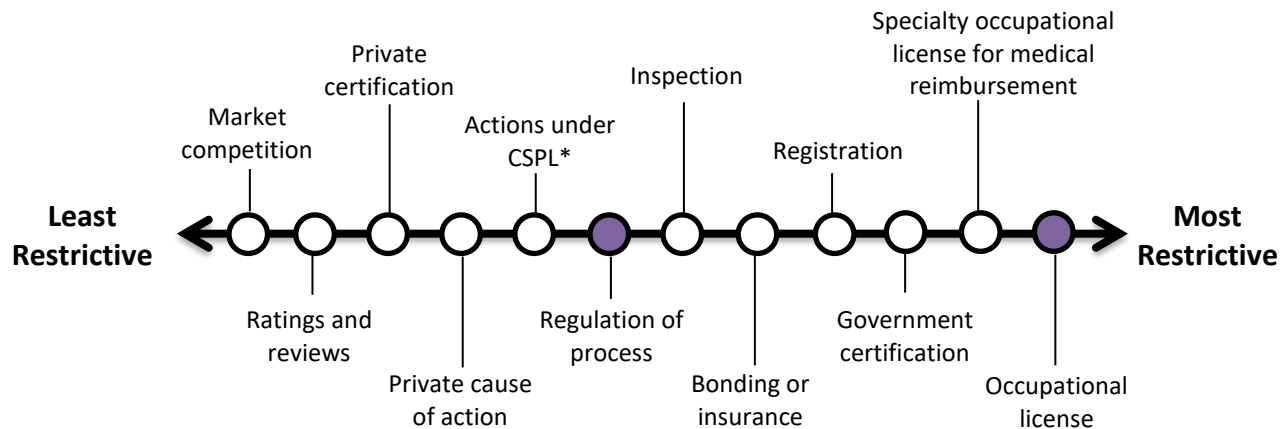 Specialty occupational
license for medical
reimbursement
Private
certification
Inspection
Market
competition
Actions under
CSPL*
Registration
Least
Restrictive
Most
Restrictive
Ratings and
reviews
Regulation of
process
Government
certification
Private cause
of action
Bonding or
insurance
Occupational
license